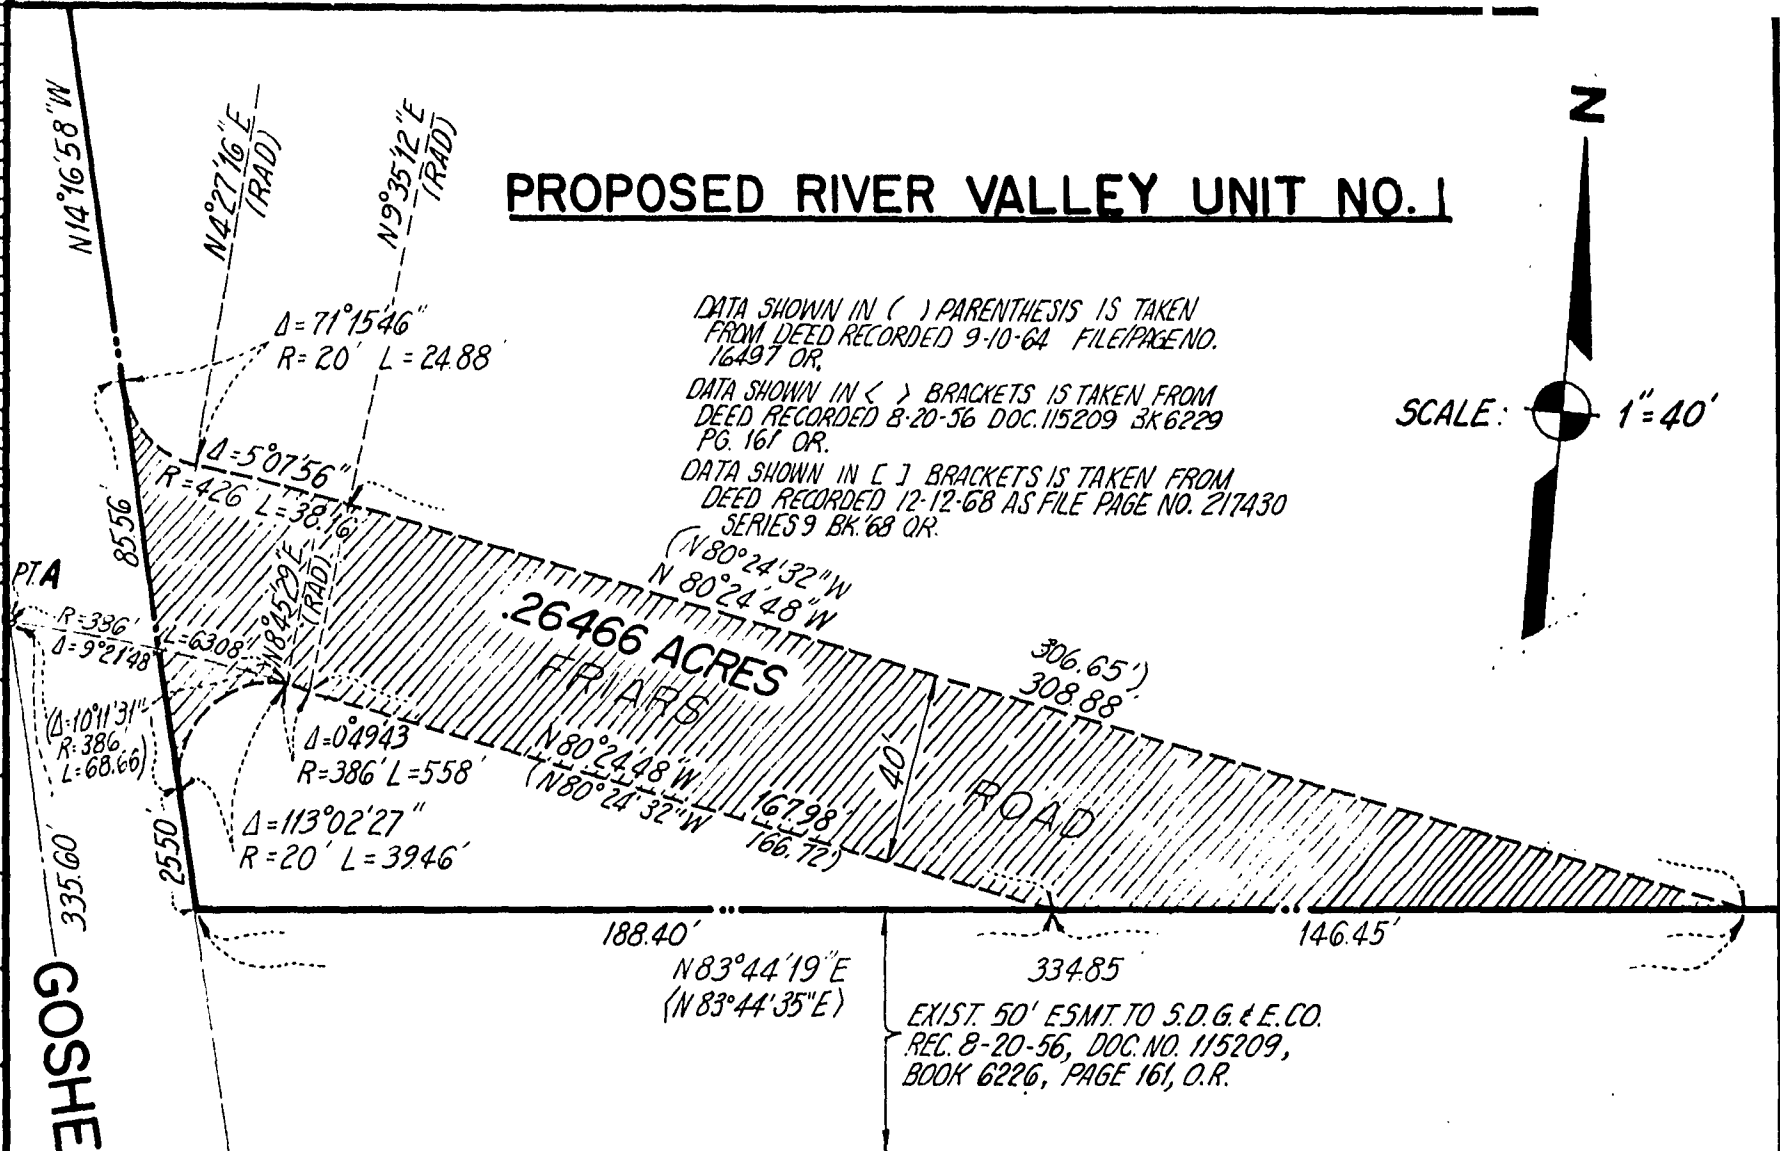 N14°16'58"W
N4°27'16"E
(RAD)
N9°35'12"E
(RAD)
PROPOSED RIVER VALLEY UNIT NO. 1
N
DATA SHOWN IN ( ) PARENTHESIS IS TAKEN
FROM DEED RECORDED 9-10-64 FILE/PAGE NO.
16497 OR.
DATA SHOWN IN < > BRACKETS IS TAKEN FROM
DEED RECORDED 8-20-56 DOC. 115209 BK 6229
PG. 161 OR.
DATA SHOWN IN [ ] BRACKETS IS TAKEN FROM
DEED RECORDED 12-12-68 AS FILE PAGE NO. 217430
SERIES 9 BK. '68 OR.
SCALE: 1"=40'
Δ=71°15'46"
R=20' L=24.88'
Δ=5°07'56"
R=426 L=38.16'
85.56
PT. A
R=386'
L=63.08'
Δ=9°21'48"
N8°45'29"E
(RAD)
(N80°24'32"W
N 80°24'48"W
306.65')
308.88'
.26466 ACRES
FRIARS
ROAD
40'
(Δ=10°11'31"
R=386
L=68.66)
Δ=0°49'43
R=386' L=5.58'
N80°24'48"W
(N80°24'32"W
167.98
166.72)
Δ=113°02'27"
R=20' L=39.46'
25.50'
335.60'
188.40'
146.45'
N83°44'19"E
(N83°44'35"E)
334.85
EXIST. 50' ESMT. TO S.D.G. & E. CO.
REC. 8-20-56, DOC. NO. 115209,
BOOK 6226, PAGE 161, O.R.
GOSHE